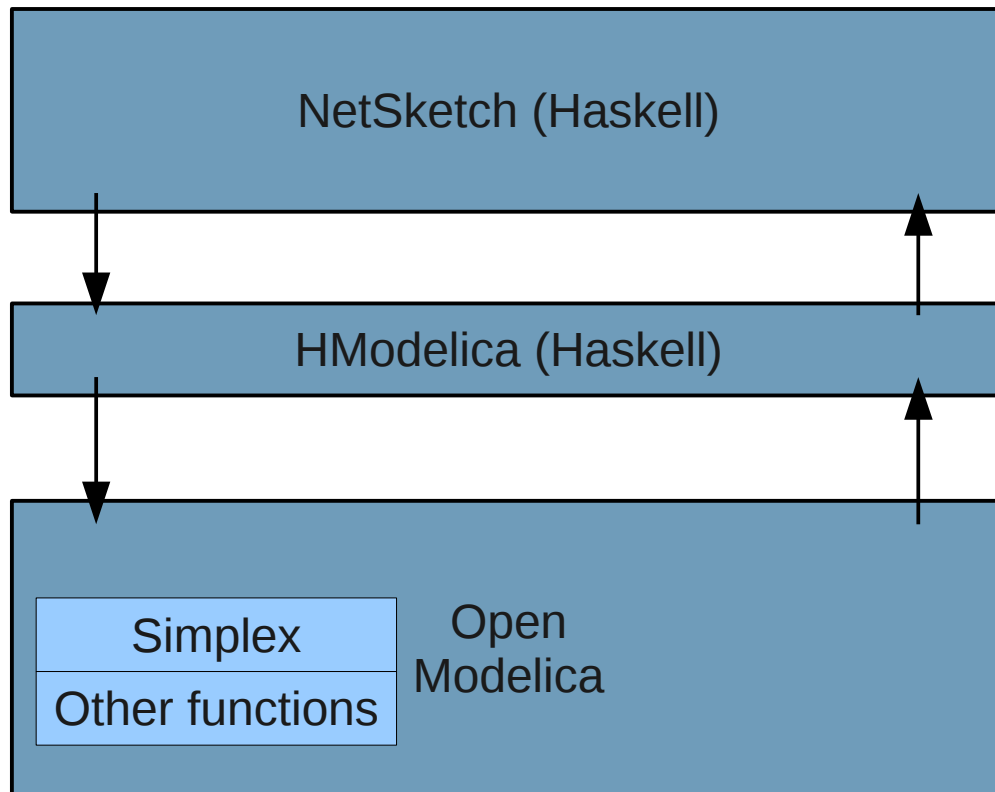 NetSketch (Haskell)
HModelica (Haskell)
Simplex
Other functions
Open
Modelica